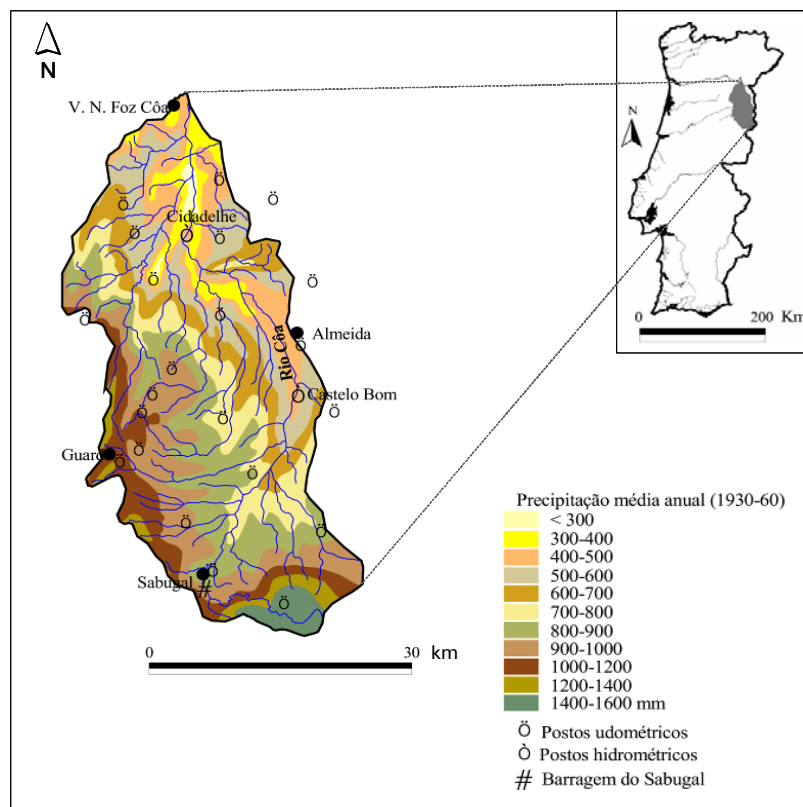 N
V. N. Foz Côa
Cidadelhe
Almeida
Rio Côa
Castelo Bom
Guard
Sabugal
#
0 30 km
N
0 200 Km
Precipitação média anual (1930-60)
< 300
300-400
400-500
500-600
600-700
700-800
800-900
900-1000
1000-1200
1200-1400
1400-1600 mm
Ö Postos udométricos
Ò Postos hidrométricos
# Barragem do Sabugal